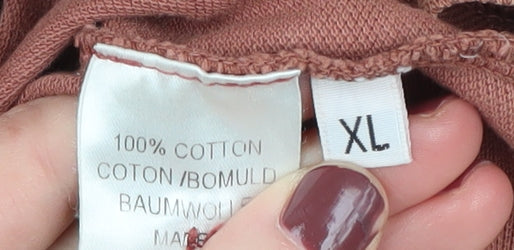 100% COTTON
COTON /BOMULD
BAUMWOLLE
XL